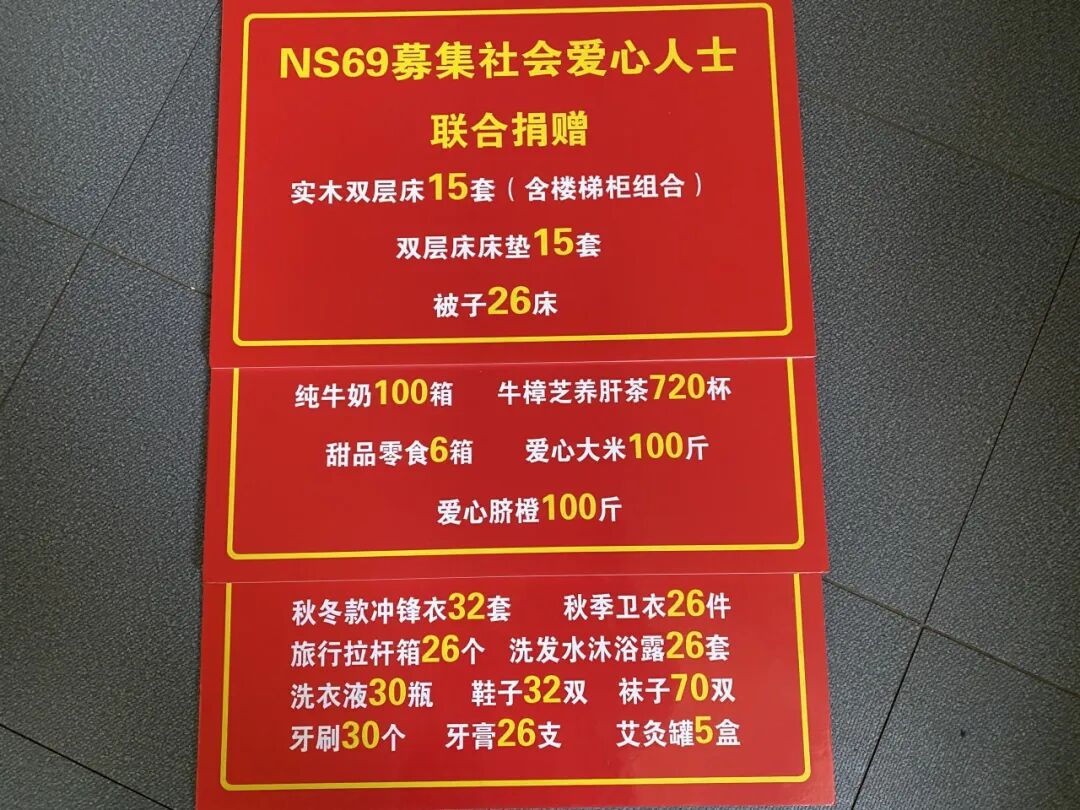 NS69募集社会爱心人士
联合捐赠
实木双层床15套（含楼梯柜组合）
双层床床垫15套
被子26床
纯牛奶100箱 牛樟芝养肝茶720杯
甜品零食6箱 爱心大米100斤
爱心脐橙100斤
秋冬款冲锋衣32套 秋季卫衣26件
旅行拉杆箱26个 洗发水沐浴露26套
洗衣液30瓶 鞋子32双 袜子70双
牙刷30个 牙膏26支 艾灸罐5盒